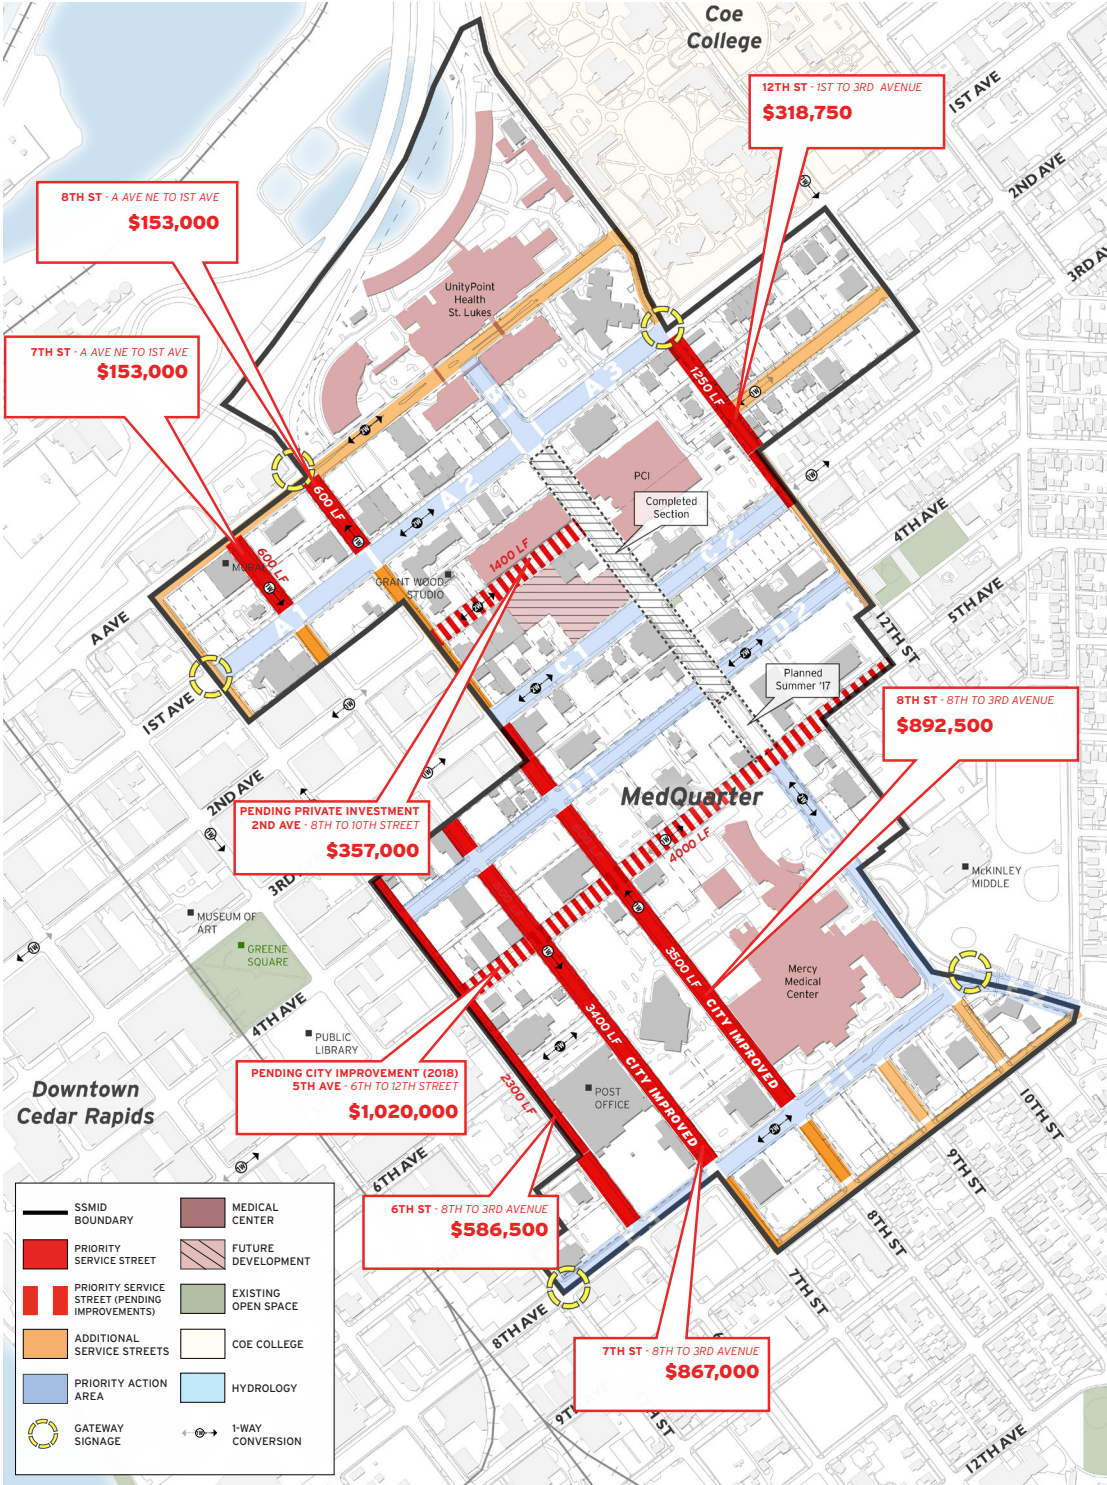 Coe
College
1ST AVE
2ND AVE
3RD AV
12TH ST - 1ST TO 3RD AVENUE
$318,750
8TH ST - A AVE NE TO 1ST AVE
$153,000
7TH ST - A AVE NE TO 1ST AVE
$153,000
UnityPoint
Health
St. Lukes
A 3
B 1
1250 LF
A 2
600 LF
600 LF
MURAL
PCI
Completed
Section
C 2
1400 LF
GRANT WOOD
STUDIO
4TH AVE
5TH AVE
12TH ST
A AVE
1ST AVE
C 1
D 2
Planned
Summer '17
8TH ST - 8TH TO 3RD AVENUE
$892,500
2ND AVE
D 1
MedQuarter
PENDING PRIVATE INVESTMENT
2ND AVE - 8TH TO 10TH STREET
$357,000
4000 LF
3RD
McKINLEY
MIDDLE
MUSEUM OF
ART
GREENE
SQUARE
4TH AVE
PUBLIC
LIBRARY
3500 LF CITY IMPROVED
Mercy
Medical
Center
3400 LF CITY IMPROVED
PENDING CITY IMPROVEMENT (2018)
5TH AVE - 6TH TO 12TH STREET
$1,020,000
2300 LF
POST
OFFICE
E 1
Downtown
Cedar Rapids
10TH ST
9TH ST
8TH ST
7TH ST
6TH AVE
6TH ST - 8TH TO 3RD AVENUE
$586,500
8TH AVE
7TH ST - 8TH TO 3RD AVENUE
$867,000
12TH AVE
SSMID
BOUNDARY
PRIORITY
SERVICE STREET
PRIORITY SERVICE
STREET (PENDING
IMPROVEMENTS)
ADDITIONAL
SERVICE STREETS
PRIORITY ACTION
AREA
GATEWAY
SIGNAGE
MEDICAL
CENTER
FUTURE
DEVELOPMENT
EXISTING
OPEN SPACE
COE COLLEGE
HYDROLOGY
1-WAY
CONVERSION